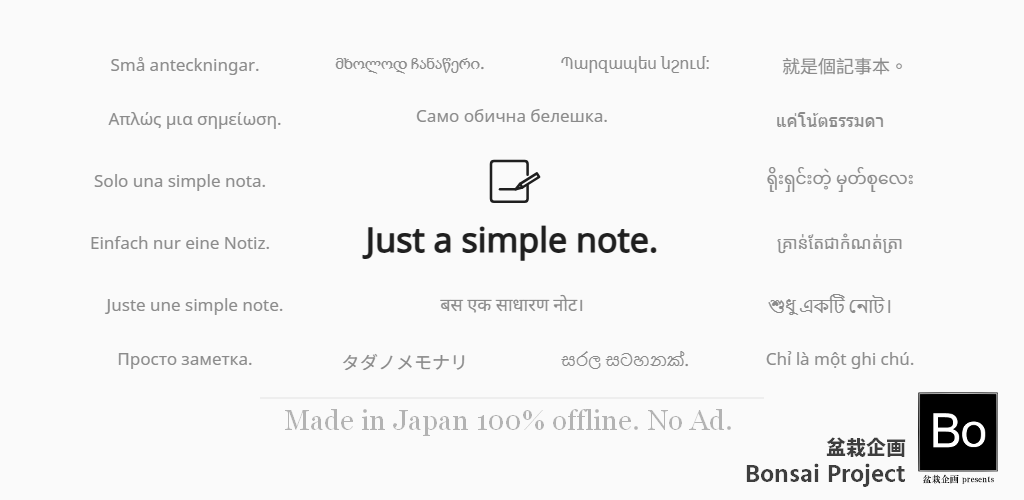 Små anteckningar.
მხოლოდ ჩანაწერი.
Պարզապես նշում:
就是個記事本。
Απλώς μια σημείωση.
Само обична белешка.
แค่โน้ตธรรมดา
Solo una simple nota.
ရိုးရှင်းတဲ့ မှတ်စုလေး
Just a simple note.
Einfach nur eine Notiz.
គ្រាន់តែជាកំណត់ត្រា
Juste une simple note.
बस एक साधारण नोट।
শুধু একটি নোট।
Просто заметка.
タダノメモナリ
සරල සටහනක්.
Chỉ là một ghi chú.
Made in Japan 100% offline. No Ad.
盆栽企画
Bonsai Project
Bo
盆栽企画 presents